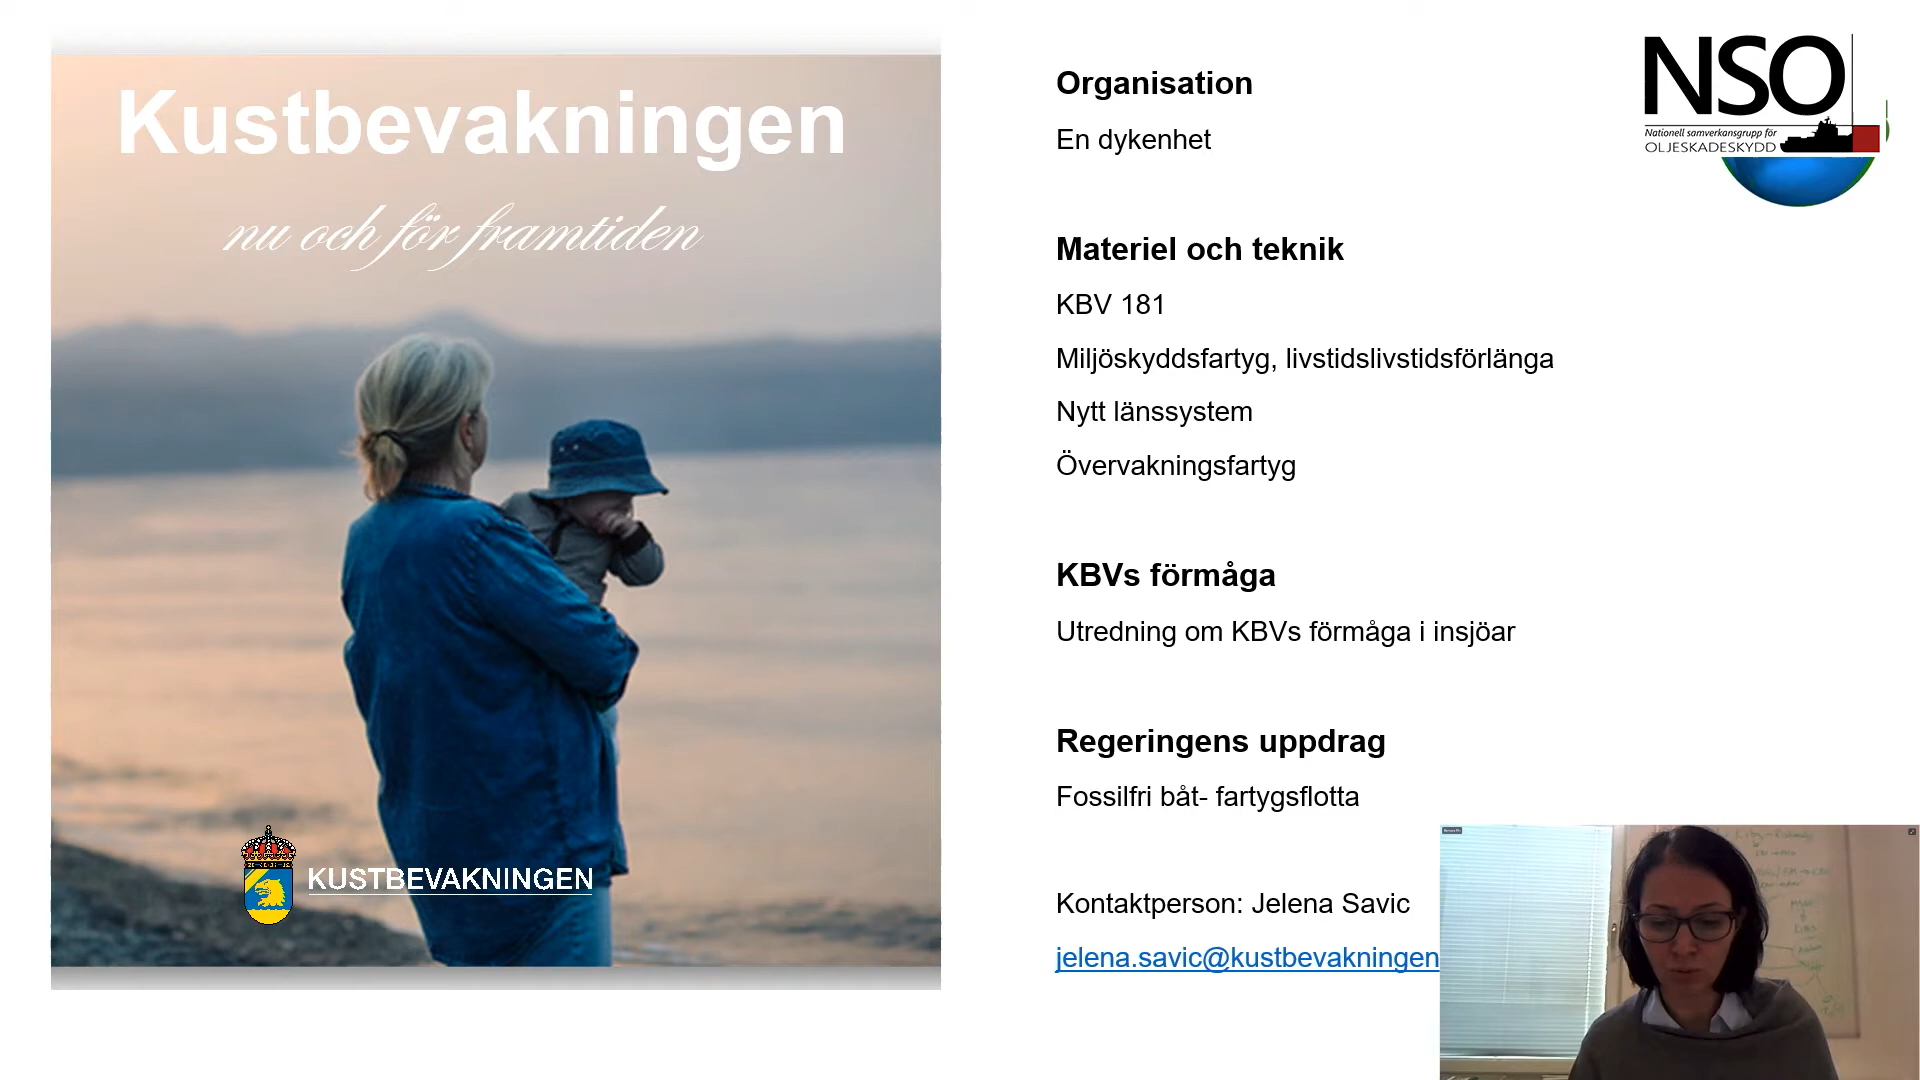 Kustbevakningen
nu och för framtiden
KUSTBEVAKNINGEN
Organisation
En dykenhet
Materiel och teknik
KBV 181
Miljöskyddsfartyg, livstidslivstidsförlänga
Nytt länssystem
Övervakningsfartyg
KBVs förmåga
Utredning om KBVs förmåga i insjöar
Regeringens uppdrag
Fossilfri båt- fartygsflotta
Kontaktperson: Jelena Savic
jelena.savic@kustbevakningen
NSO
Nationell samverkansgrupp för
OLJESKADESKYDD